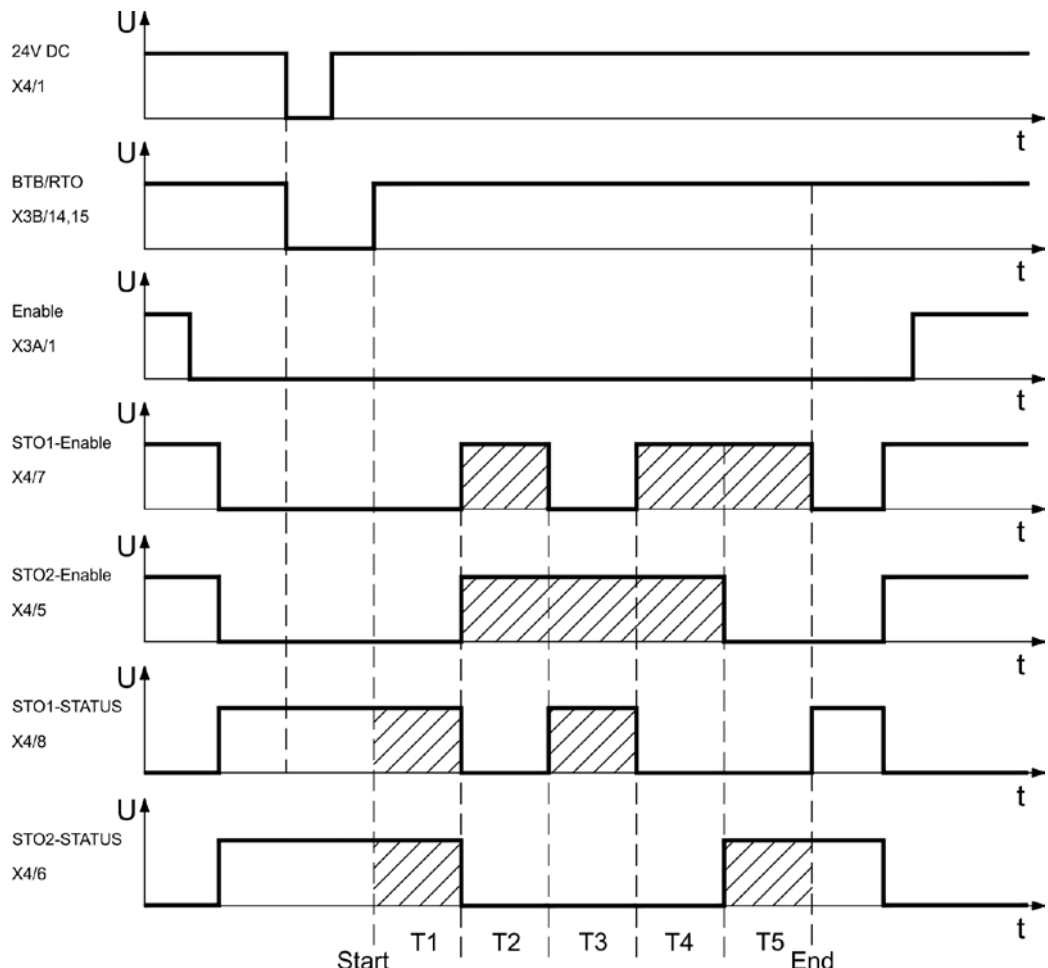 U
24V DC
X4/1
t
U
BTB/RTO
X3B/14,15
t
U
Enable
X3A/1
t
U
STO1-Enable
X4/7
t
U
STO2-Enable
X4/5
t
U
STO1-STATUS
X4/8
t
U
STO2-STATUS
X4/6
t
T1 T2 T3 T4 T5
Start End